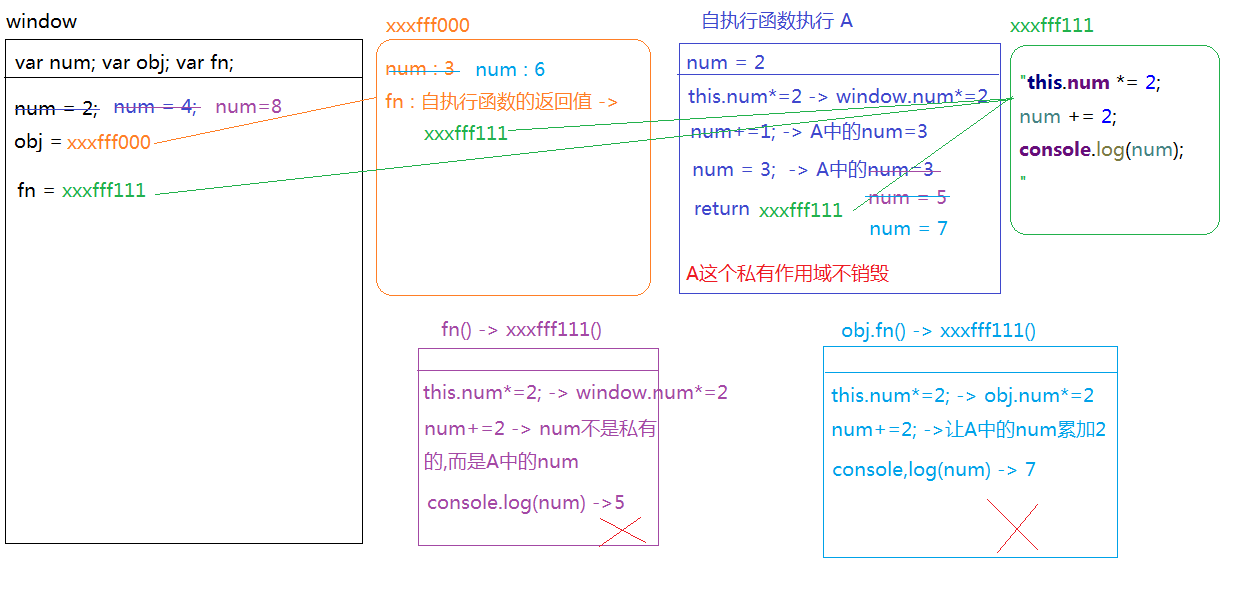 window
var num; var obj; var fn;
num = 2; num = 4; num=8
obj = xxxfff000
fn = xxxfff111
xxxfff000
num : 3 num : 6
fn : 自执行函数的返回值 ->
xxxfff111
自执行函数执行 A
num = 2
this.num*=2 -> window.num*=2
num+=1; -> A中的num=3
num = 3; -> A中的num=3
num = 5
return xxxfff111
num = 7
A这个私有作用域不销毁
xxxfff111
"this.num *= 2;
num += 2;
console.log(num);
"
fn() -> xxxfff111()
this.num*=2; -> window.num*=2
num+=2 -> num不是私有
的,而是A中的num
console.log(num) ->5
obj.fn() -> xxxfff111()
this.num*=2; -> obj.num*=2
num+=2; ->让A中的num累加2
console,log(num) -> 7